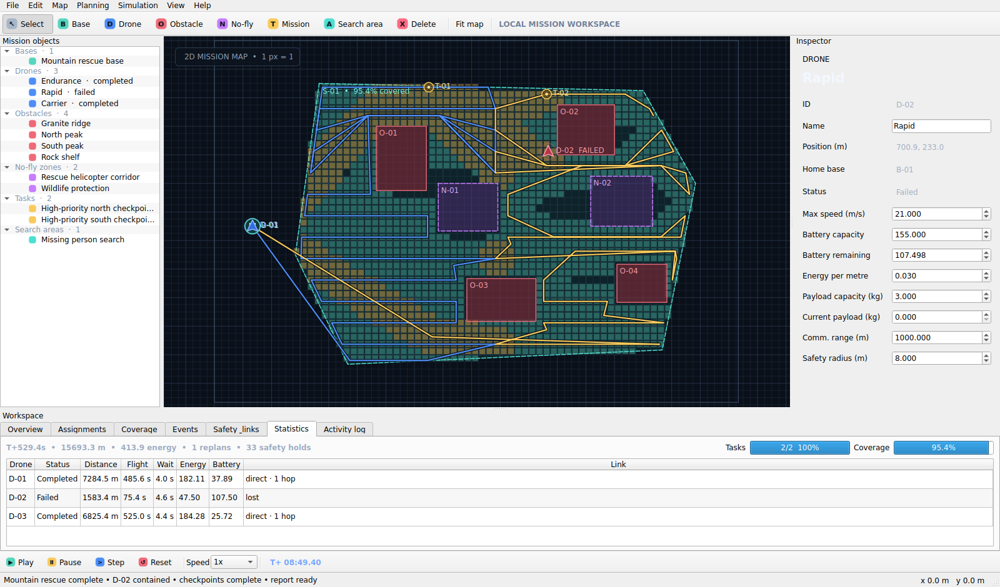 File Edit Map Planning Simulation View Help
Select Base Drone Obstacle No-fly Mission Search area Delete Fit map LOCAL MISSION WORKSPACE
Mission objects
Bases · 1
Mountain rescue base
Drones · 3
Endurance · completed
Rapid · failed
Carrier · completed
Obstacles · 4
Granite ridge
North peak
South peak
Rock shelf
No-fly zones · 2
Rescue helicopter corridor
Wildlife protection
Tasks · 2
High-priority north checkpoi...
High-priority south checkpoi...
Search areas · 1
Missing person search
2D MISSION MAP • 1 px = 1
S-01 • 95.4% covered
T-01
T-02
O-01
O-02
D-02 FAILED
N-01
N-02
D-03
O-03
O-04
Inspector
DRONE
Rapid
ID D-02
Name Rapid
Position (m) 700.9, 233.0
Home base B-01
Status Failed
Max speed (m/s) 21.000
Battery capacity 155.000
Battery remaining 107.498
Energy per metre 0.030
Payload capacity (kg) 3.000
Current payload (kg) 0.000
Comm. range (m) 1000.000
Safety radius (m) 8.000
Workspace
Overview Assignments Coverage Events Safety _links Statistics Activity log
T+529.4s • 15693.3 m • 413.9 energy • 1 replans • 33 safety holds
Tasks 2/2 100% Coverage 95.4%
Drone Status Distance Flight Wait Energy Battery Link
D-01 Completed 7284.5 m 485.6 s 4.0 s 182.11 37.89 direct · 1 hop
D-02 Failed 1583.4 m 75.4 s 4.6 s 47.50 107.50 lost
D-03 Completed 6825.4 m 525.0 s 4.4 s 184.28 25.72 direct · 1 hop
Play Pause Step Reset Speed 1x T+ 08:49.40
Mountain rescue complete • D-02 contained • checkpoints complete • report ready
x 0.0 m y 0.0 m